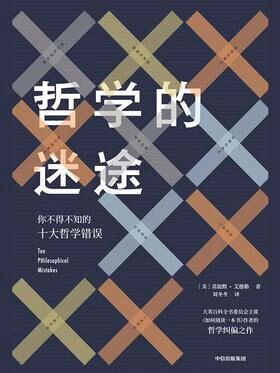 哲学的
迷途
你不得不知的
十大哲学错误
Ten
Philosophical
Mistakes
[美]莫提默·艾德勒 著
刘冬冬 译
大英百科全书委员会主席
《如何阅读一本书》作者的
哲学纠偏之作
中信出版集团